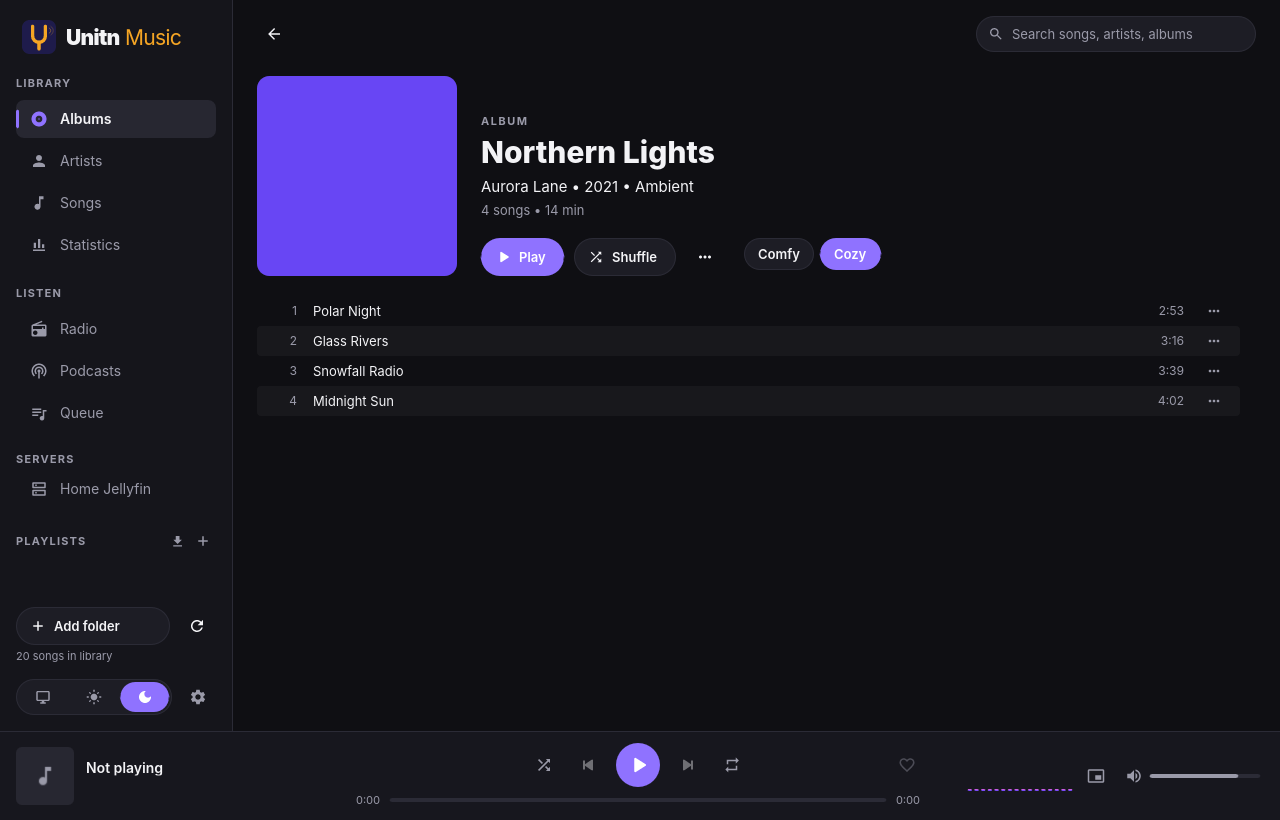 Unitn Music
LIBRARY
Albums
Artists
Songs
Statistics
LISTEN
Radio
Podcasts
Queue
SERVERS
Home Jellyfin
PLAYLISTS
Add folder
20 songs in library
Search songs, artists, albums
ALBUM
Northern Lights
Aurora Lane • 2021 • Ambient
4 songs • 14 min
Play Shuffle Comfy Cozy
1 Polar Night 2:53
2 Glass Rivers 3:16
3 Snowfall Radio 3:39
4 Midnight Sun 4:02
Not playing
0:00 0:00